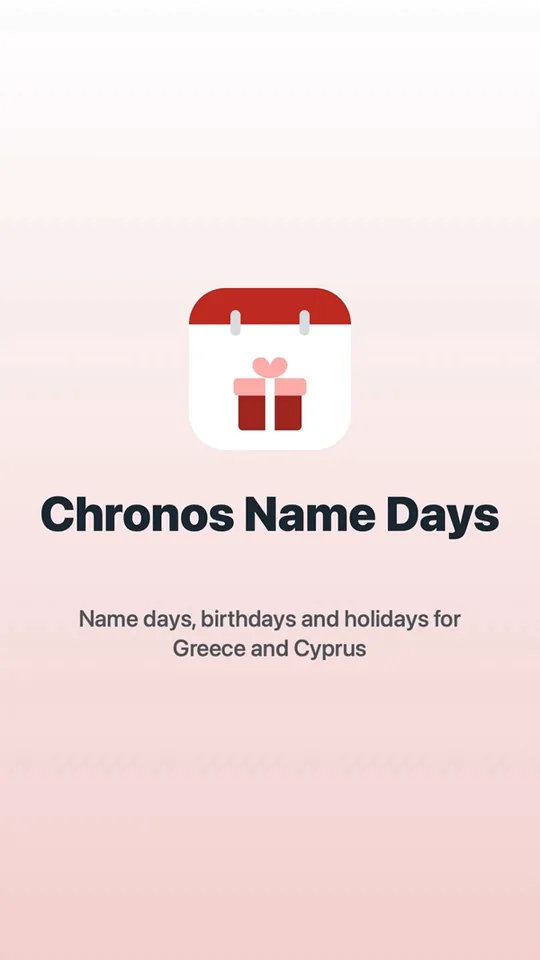 Chronos Name Days
Name days, birthdays and holidays for
Greece and Cyprus